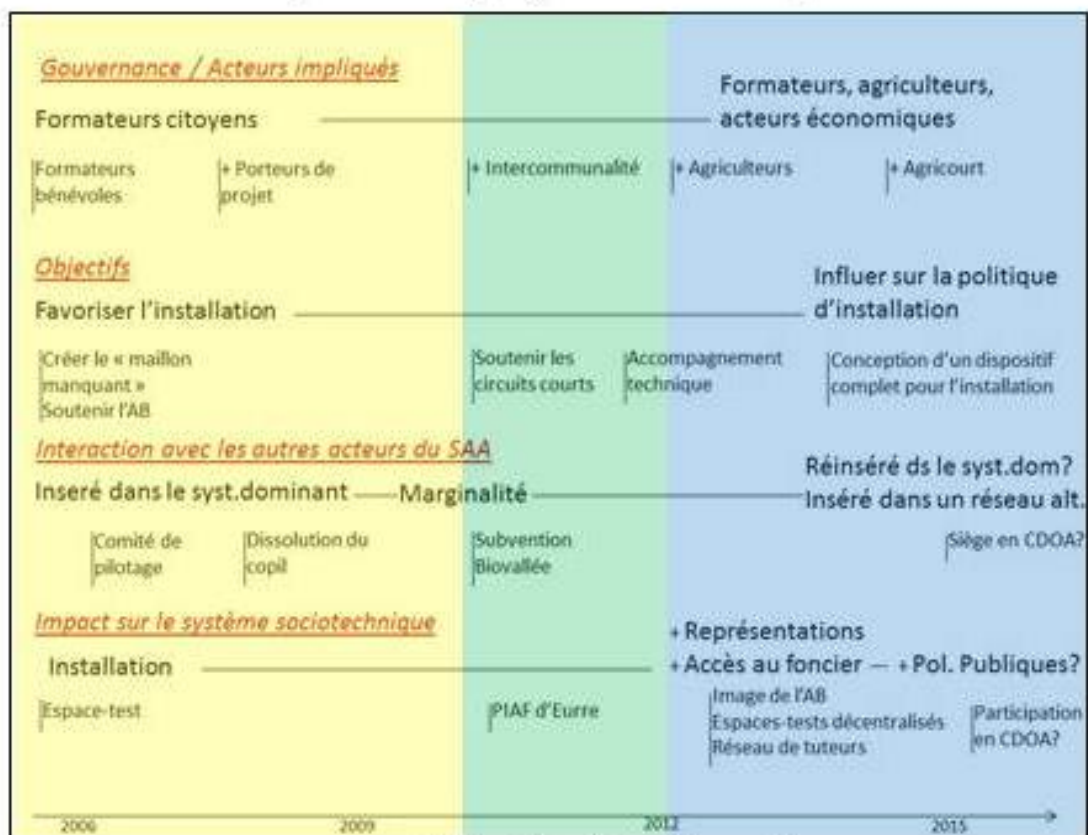 Gouvernance / Acteurs impliqués
Formateurs citoyens
Formateurs, agriculteurs,
acteurs économiques
Formateurs
bénévoles
+ Porteurs de
projet
+ Intercommunalité
+ Agriculteurs
+ Agricourt
Objectifs
Favoriser l'installation
Influer sur la politique
d'installation
Créer le « maillon
manquant »
Soutenir l'AB
Soutenir les
circuits courts
Accompagnement
technique
Conception d'un dispositif
complet pour l'installation
Interaction avec les autres acteurs du SAA
Inseré dans le syst.dominant
Marginalité
Réinséré ds le syst.dom?
Inséré dans un réseau alt.
Comité de
pilotage
Dissolution du
copil
Subvention
Biovallée
Siège en CDOA?
Impact sur le système sociotechnique
Installation
+ Représentations
+ Accès au foncier — + Pol. Publiques?
Espace-test
PIAF d'Eurre
Image de l'AB
Espaces-tests décentralisés
Réseau de tuteurs
Participation
en CDOA?
2006
2009
2012
2015